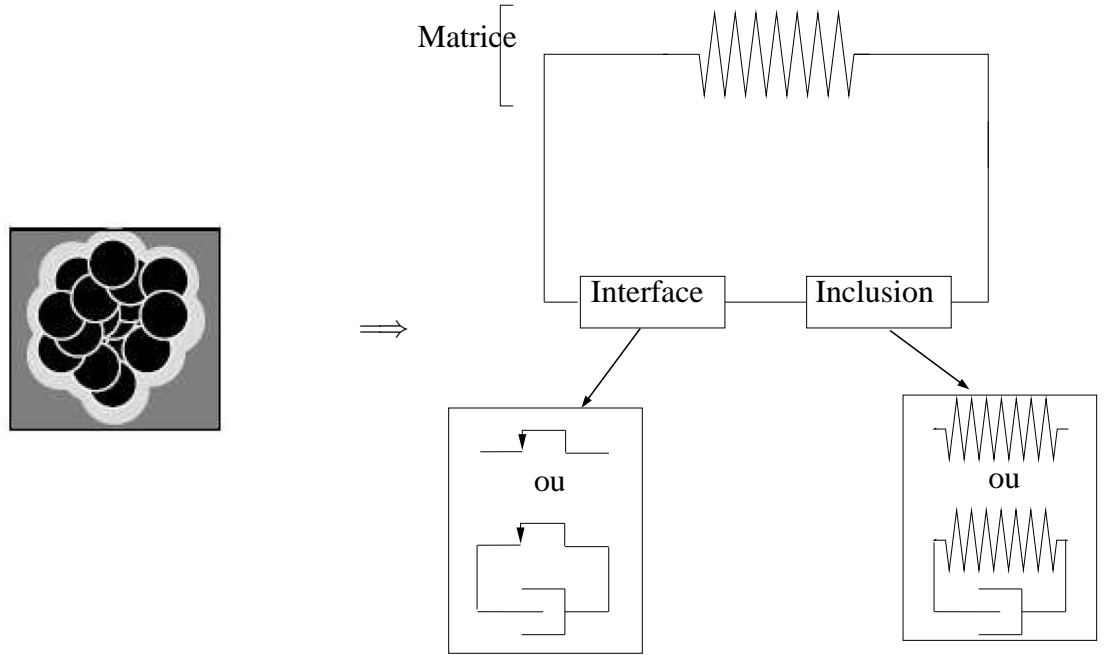 Matrice
Interface
Inclusion
ou
ou